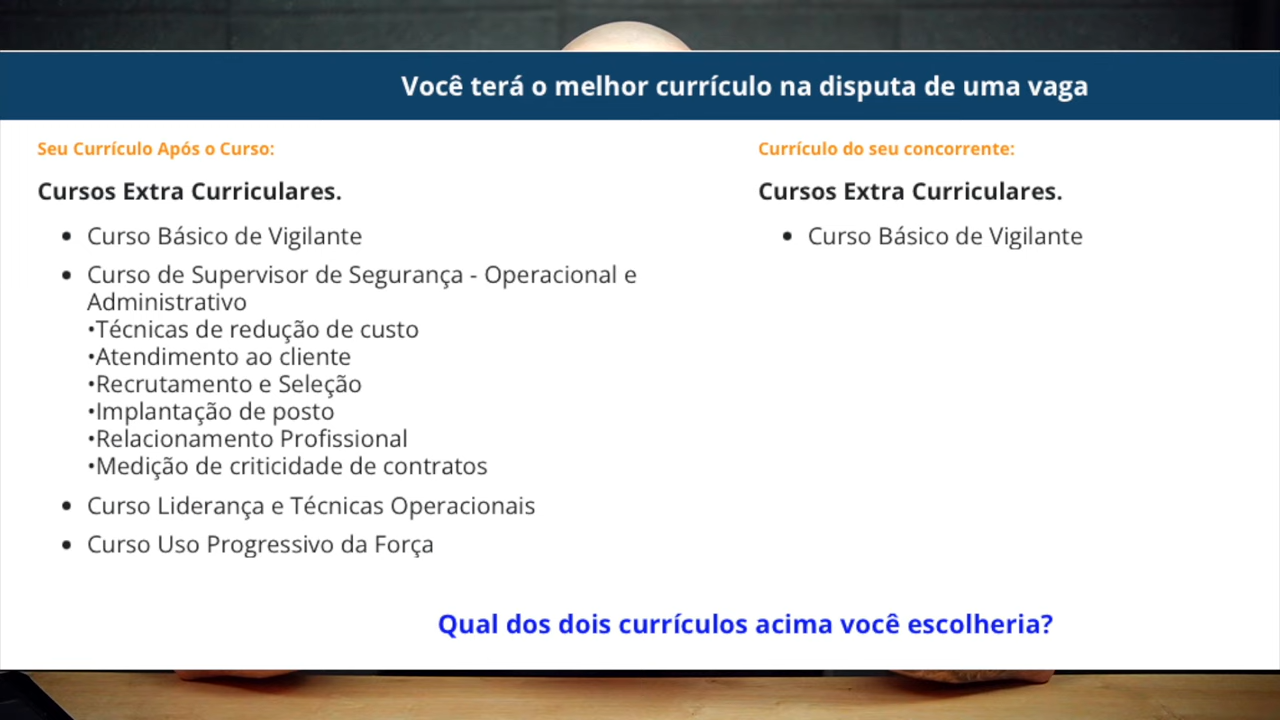 Você terá o melhor currículo na disputa de uma vaga
Seu Currículo Após o Curso:
Cursos Extra Curriculares.
• Curso Básico de Vigilante
• Curso de Supervisor de Segurança - Operacional e
Administrativo
•Técnicas de redução de custo
•Atendimento ao cliente
•Recrutamento e Seleção
•Implantação de posto
•Relacionamento Profissional
•Medição de criticidade de contratos
• Curso Liderança e Técnicas Operacionais
• Curso Uso Progressivo da Força
Currículo do seu concorrente:
Cursos Extra Curriculares.
• Curso Básico de Vigilante
Qual dos dois currículos acima você escolheria?